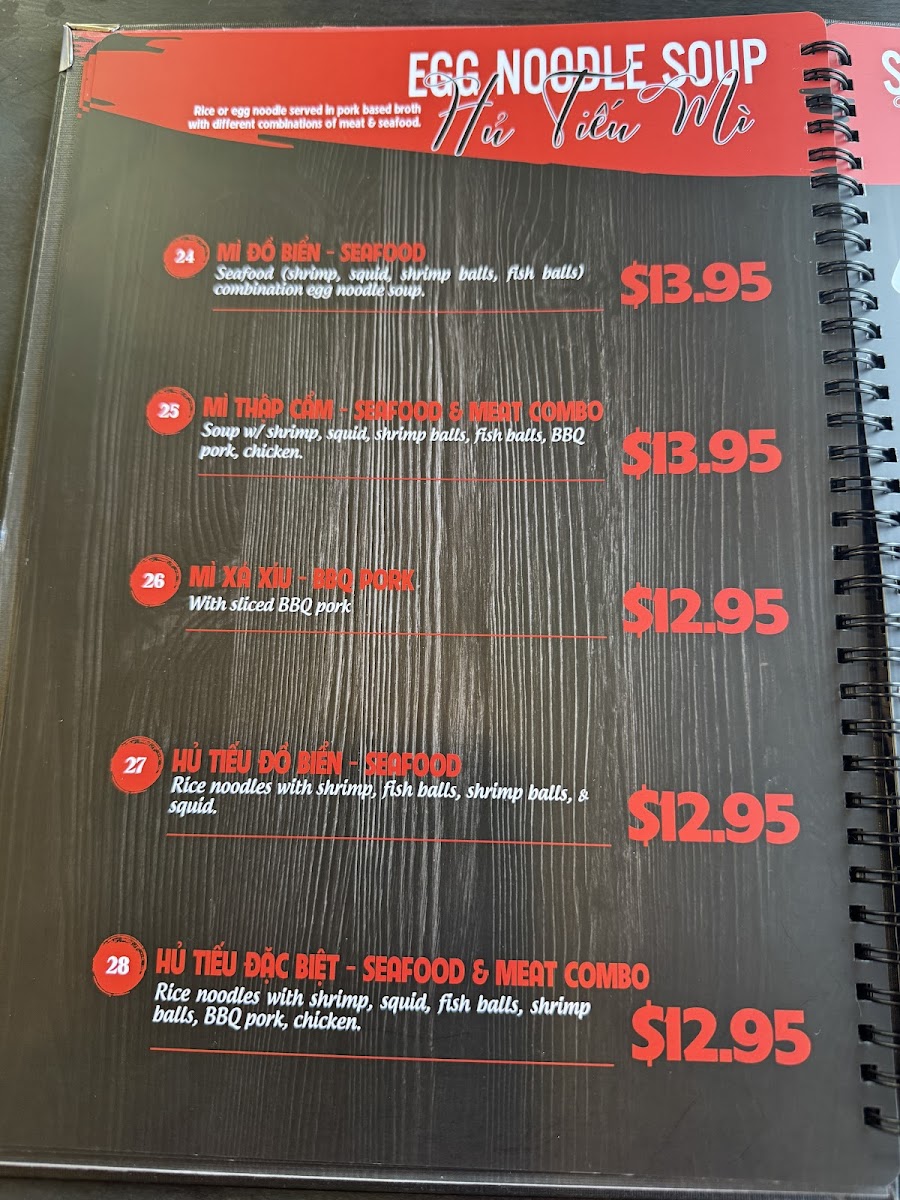 EGG NOODLE SOUP
Hủ Tiếu Mì
Rice or egg noodle served in pork based broth
with different combinations of meat & seafood.
24 MÌ ĐỒ BIỂN - SEAFOOD
Seafood (shrimp, squid, shrimp balls, fish balls)
combination egg noodle soup.
$13.95
25 MÌ THẬP CẨM - SEAFOOD & MEAT COMBO
Soup w/ shrimp, squid, shrimp balls, fish balls, BBQ
pork, chicken.
$13.95
26 MÌ XÁ XÍU - BBQ PORK
With sliced BBQ pork
$12.95
27 HỦ TIẾU ĐỒ BIỂN - SEAFOOD
Rice noodles with shrimp, fish balls, shrimp balls, &
squid.
$12.95
28 HỦ TIẾU ĐẶC BIỆT - SEAFOOD & MEAT COMBO
Rice noodles with shrimp, squid, fish balls, shrimp
balls, BBQ pork, chicken.
$12.95